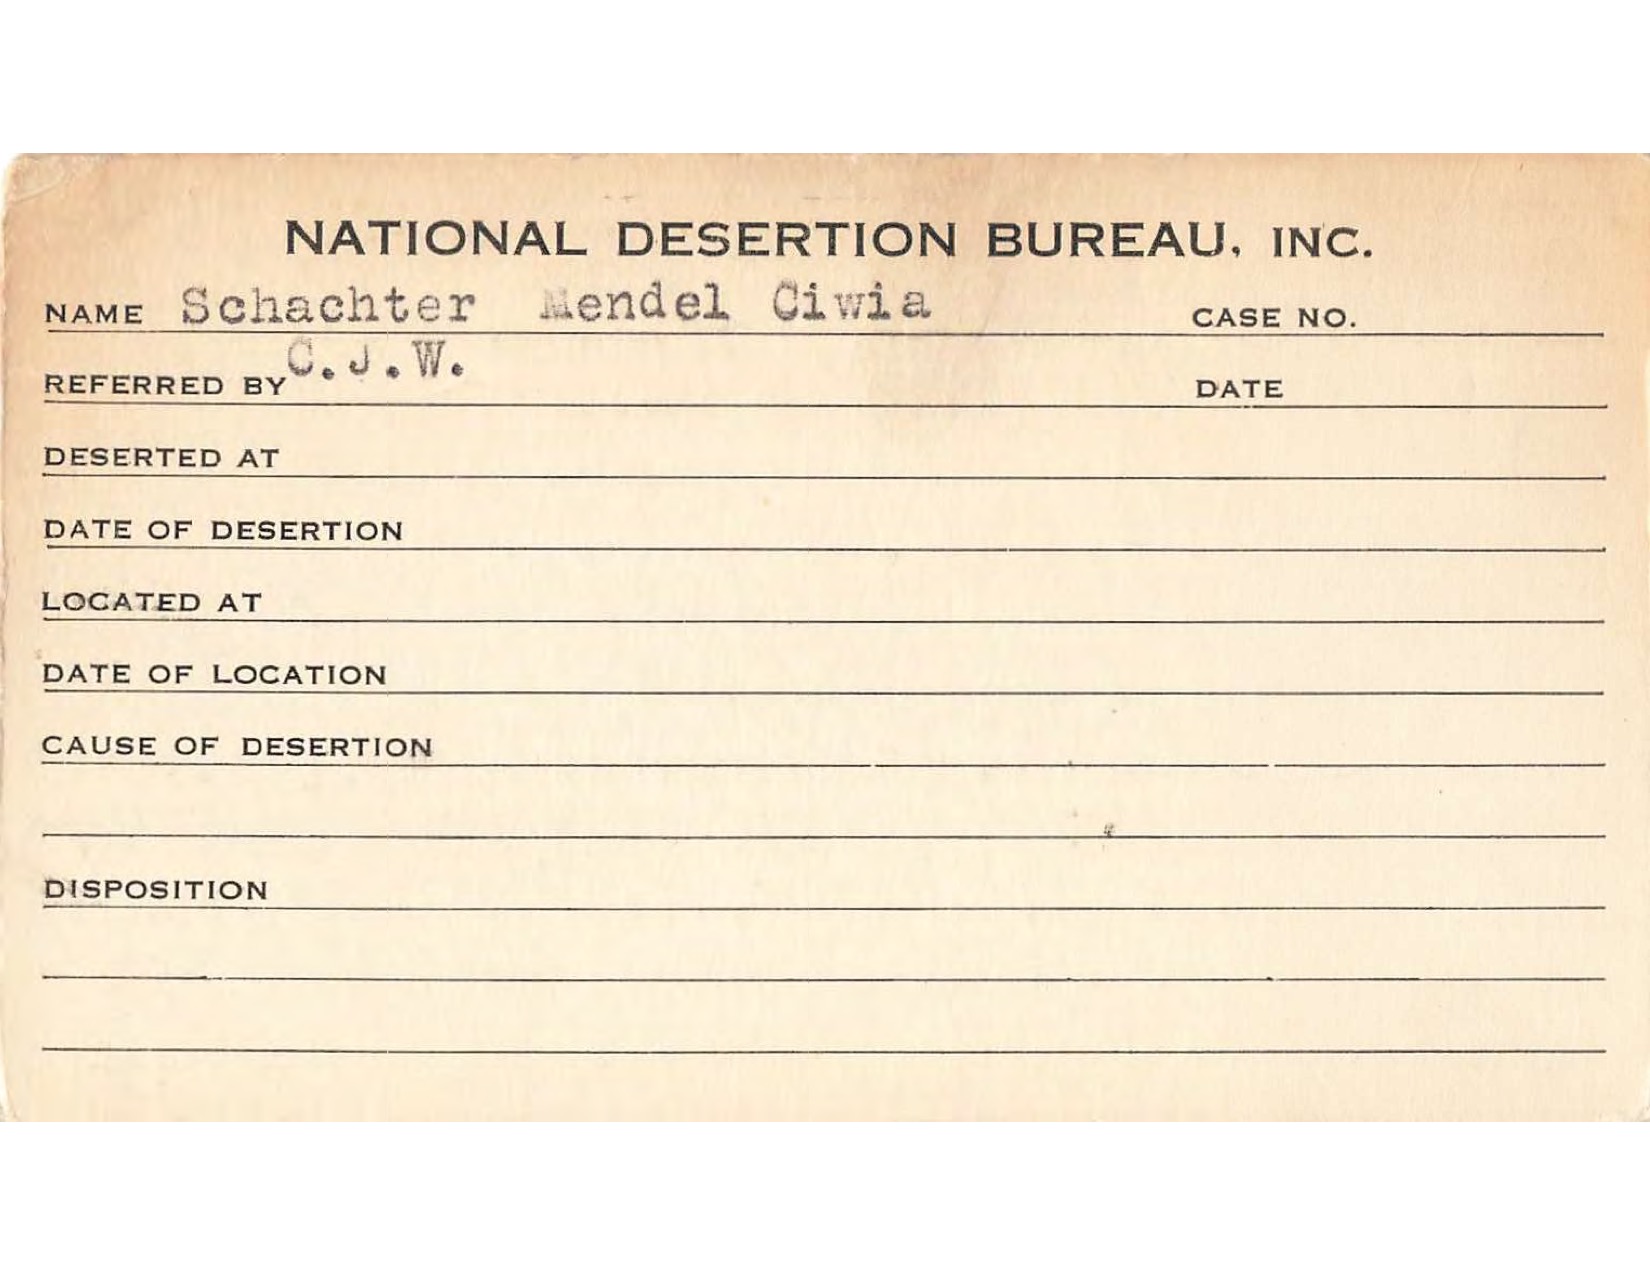 NATIONAL DESERTION BUREAU, INC.
NAME Schachter Mendel Ciwia CASE NO.
REFERRED BY C.J.W. DATE
DESERTED AT
DATE OF DESERTION
LOCATED AT
DATE OF LOCATION
CAUSE OF DESERTION
DISPOSITION